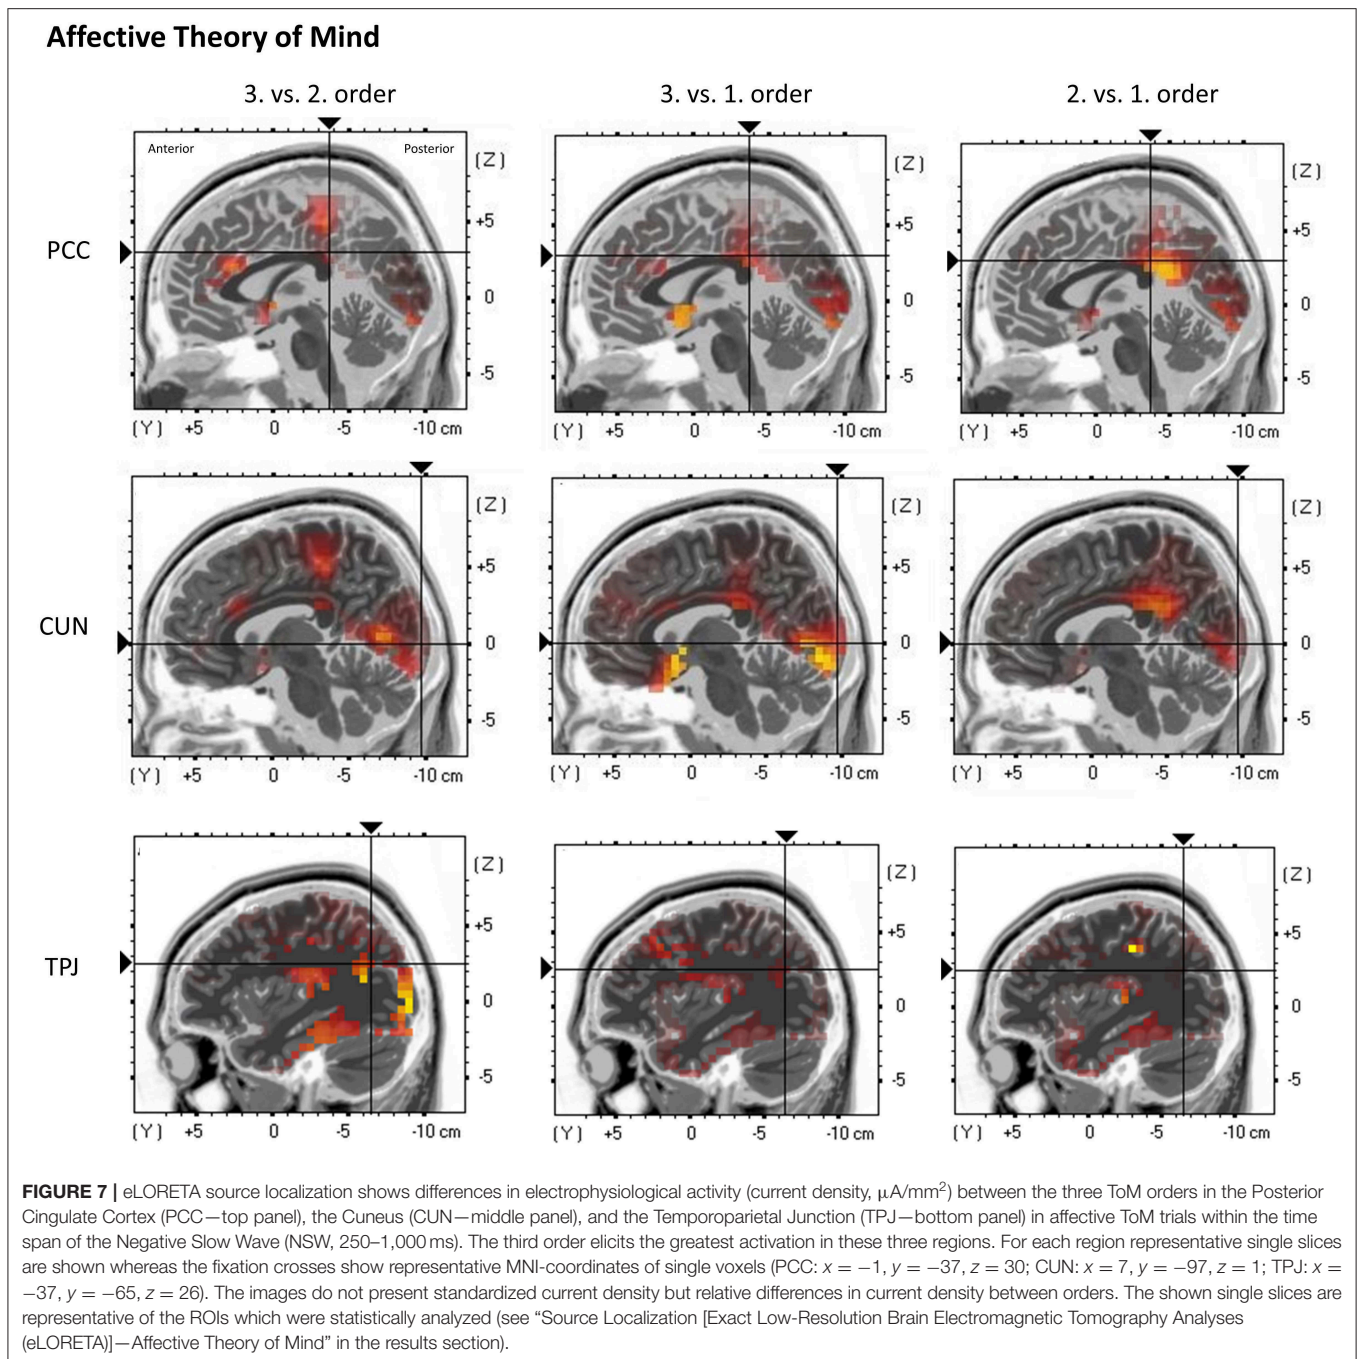 Affective Theory of Mind
3. vs. 2. order
3. vs. 1. order
2. vs. 1. order
PCC
Anterior
Posterior
(Z)
+5
0
-5
(Y) +5 0 -5 -10 cm
(Z)
+5
0
-5
(Y) +5 0 -5 -10 cm
(Z)
+5
0
-5
(Y) +5 0 -5 -10 cm
CUN
(Z)
+5
0
-5
(Y) +5 0 -5 -10 cm
(Z)
+5
0
-5
(Y) +5 0 -5 -10 cm
(Z)
+5
0
-5
(Y) +5 0 -5 -10 cm
TPJ
(Z)
+5
0
-5
(Y) +5 0 -5 -10 cm
(Z)
+5
0
-5
(Y) +5 0 -5 -10 cm
(Z)
+5
0
-5
(Y) +5 0 -5 -10 cm
FIGURE 7 | eLORETA source localization shows differences in electrophysiological activity (current density, μA/mm²) between the three ToM orders in the Posterior
Cingulate Cortex (PCC—top panel), the Cuneus (CUN—middle panel), and the Temporoparietal Junction (TPJ—bottom panel) in affective ToM trials within the time
span of the Negative Slow Wave (NSW, 250–1,000 ms). The third order elicits the greatest activation in these three regions. For each region representative single slices
are shown whereas the fixation crosses show representative MNI-coordinates of single voxels (PCC: x = −1, y = −37, z = 30; CUN: x = 7, y = −97, z = 1; TPJ: x =
−37, y = −65, z = 26). The images do not present standardized current density but relative differences in current density between orders. The shown single slices are
representative of the ROIs which were statistically analyzed (see “Source Localization [Exact Low-Resolution Brain Electromagnetic Tomography Analyses
(eLORETA)]—Affective Theory of Mind” in the results section).